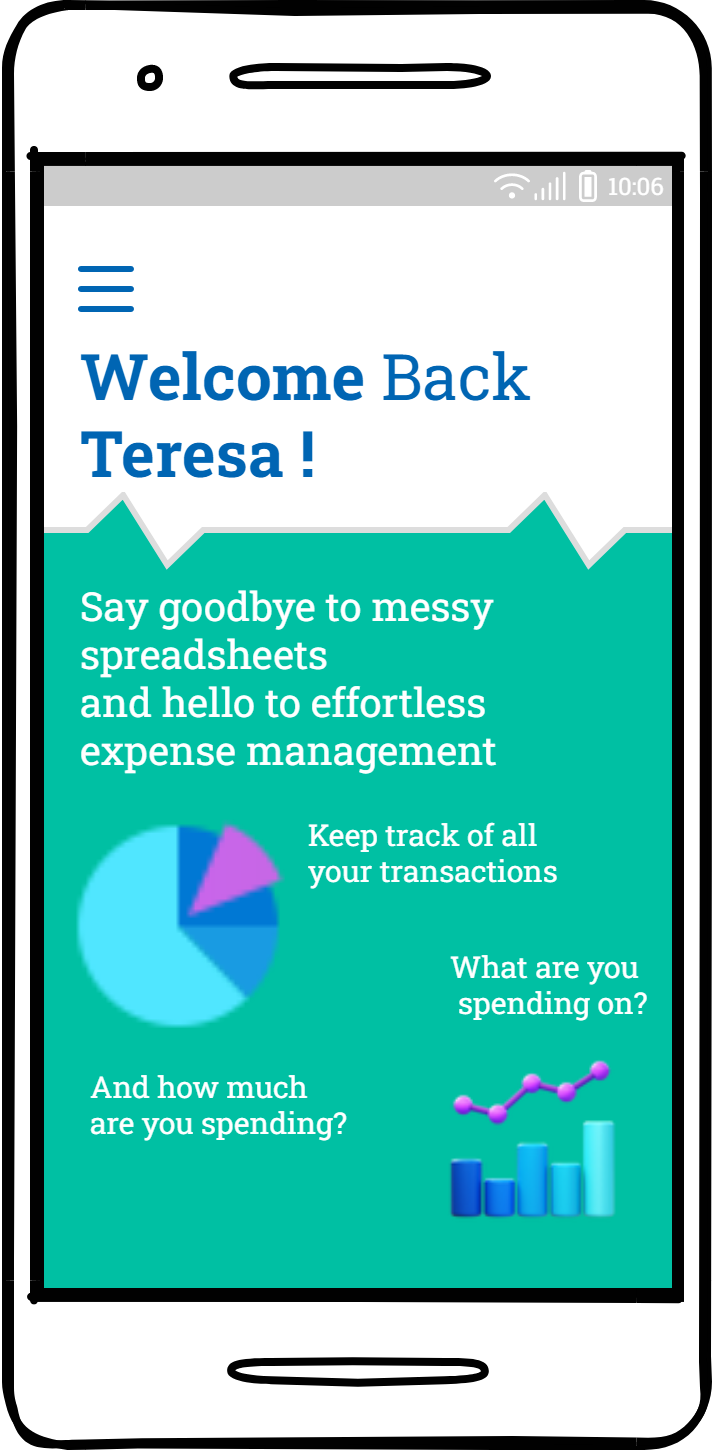 10:06
Welcome Back
Teresa !
Say goodbye to messy
spreadsheets
and hello to effortless
expense management
Keep track of all
your transactions
What are you
spending on?
And how much
are you spending?